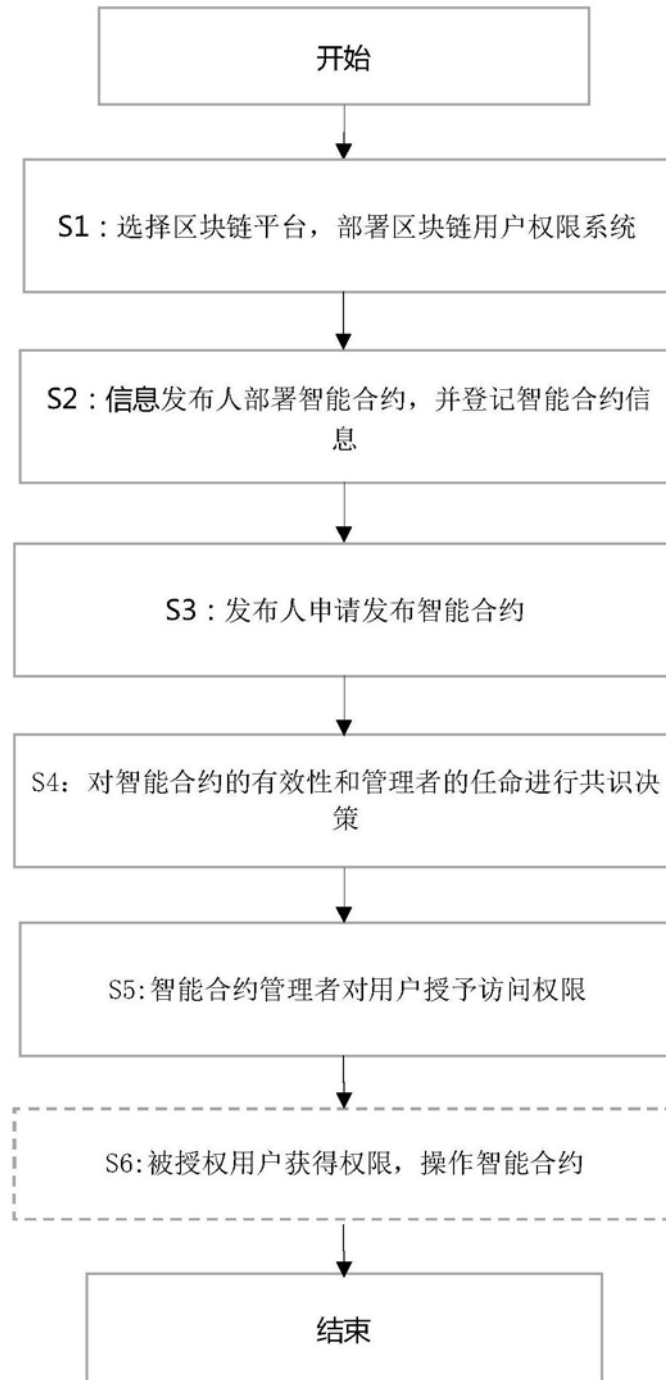 开始
S1：选择区块链平台，部署区块链用户权限系统
S2：信息发布人部署智能合约，并登记智能合约信
息
S3：发布人申请发布智能合约
S4：对智能合约的有效性和管理者的任命进行共识决
策
S5:智能合约管理者对用户授予访问权限
S6:被授权用户获得权限，操作智能合约
结束